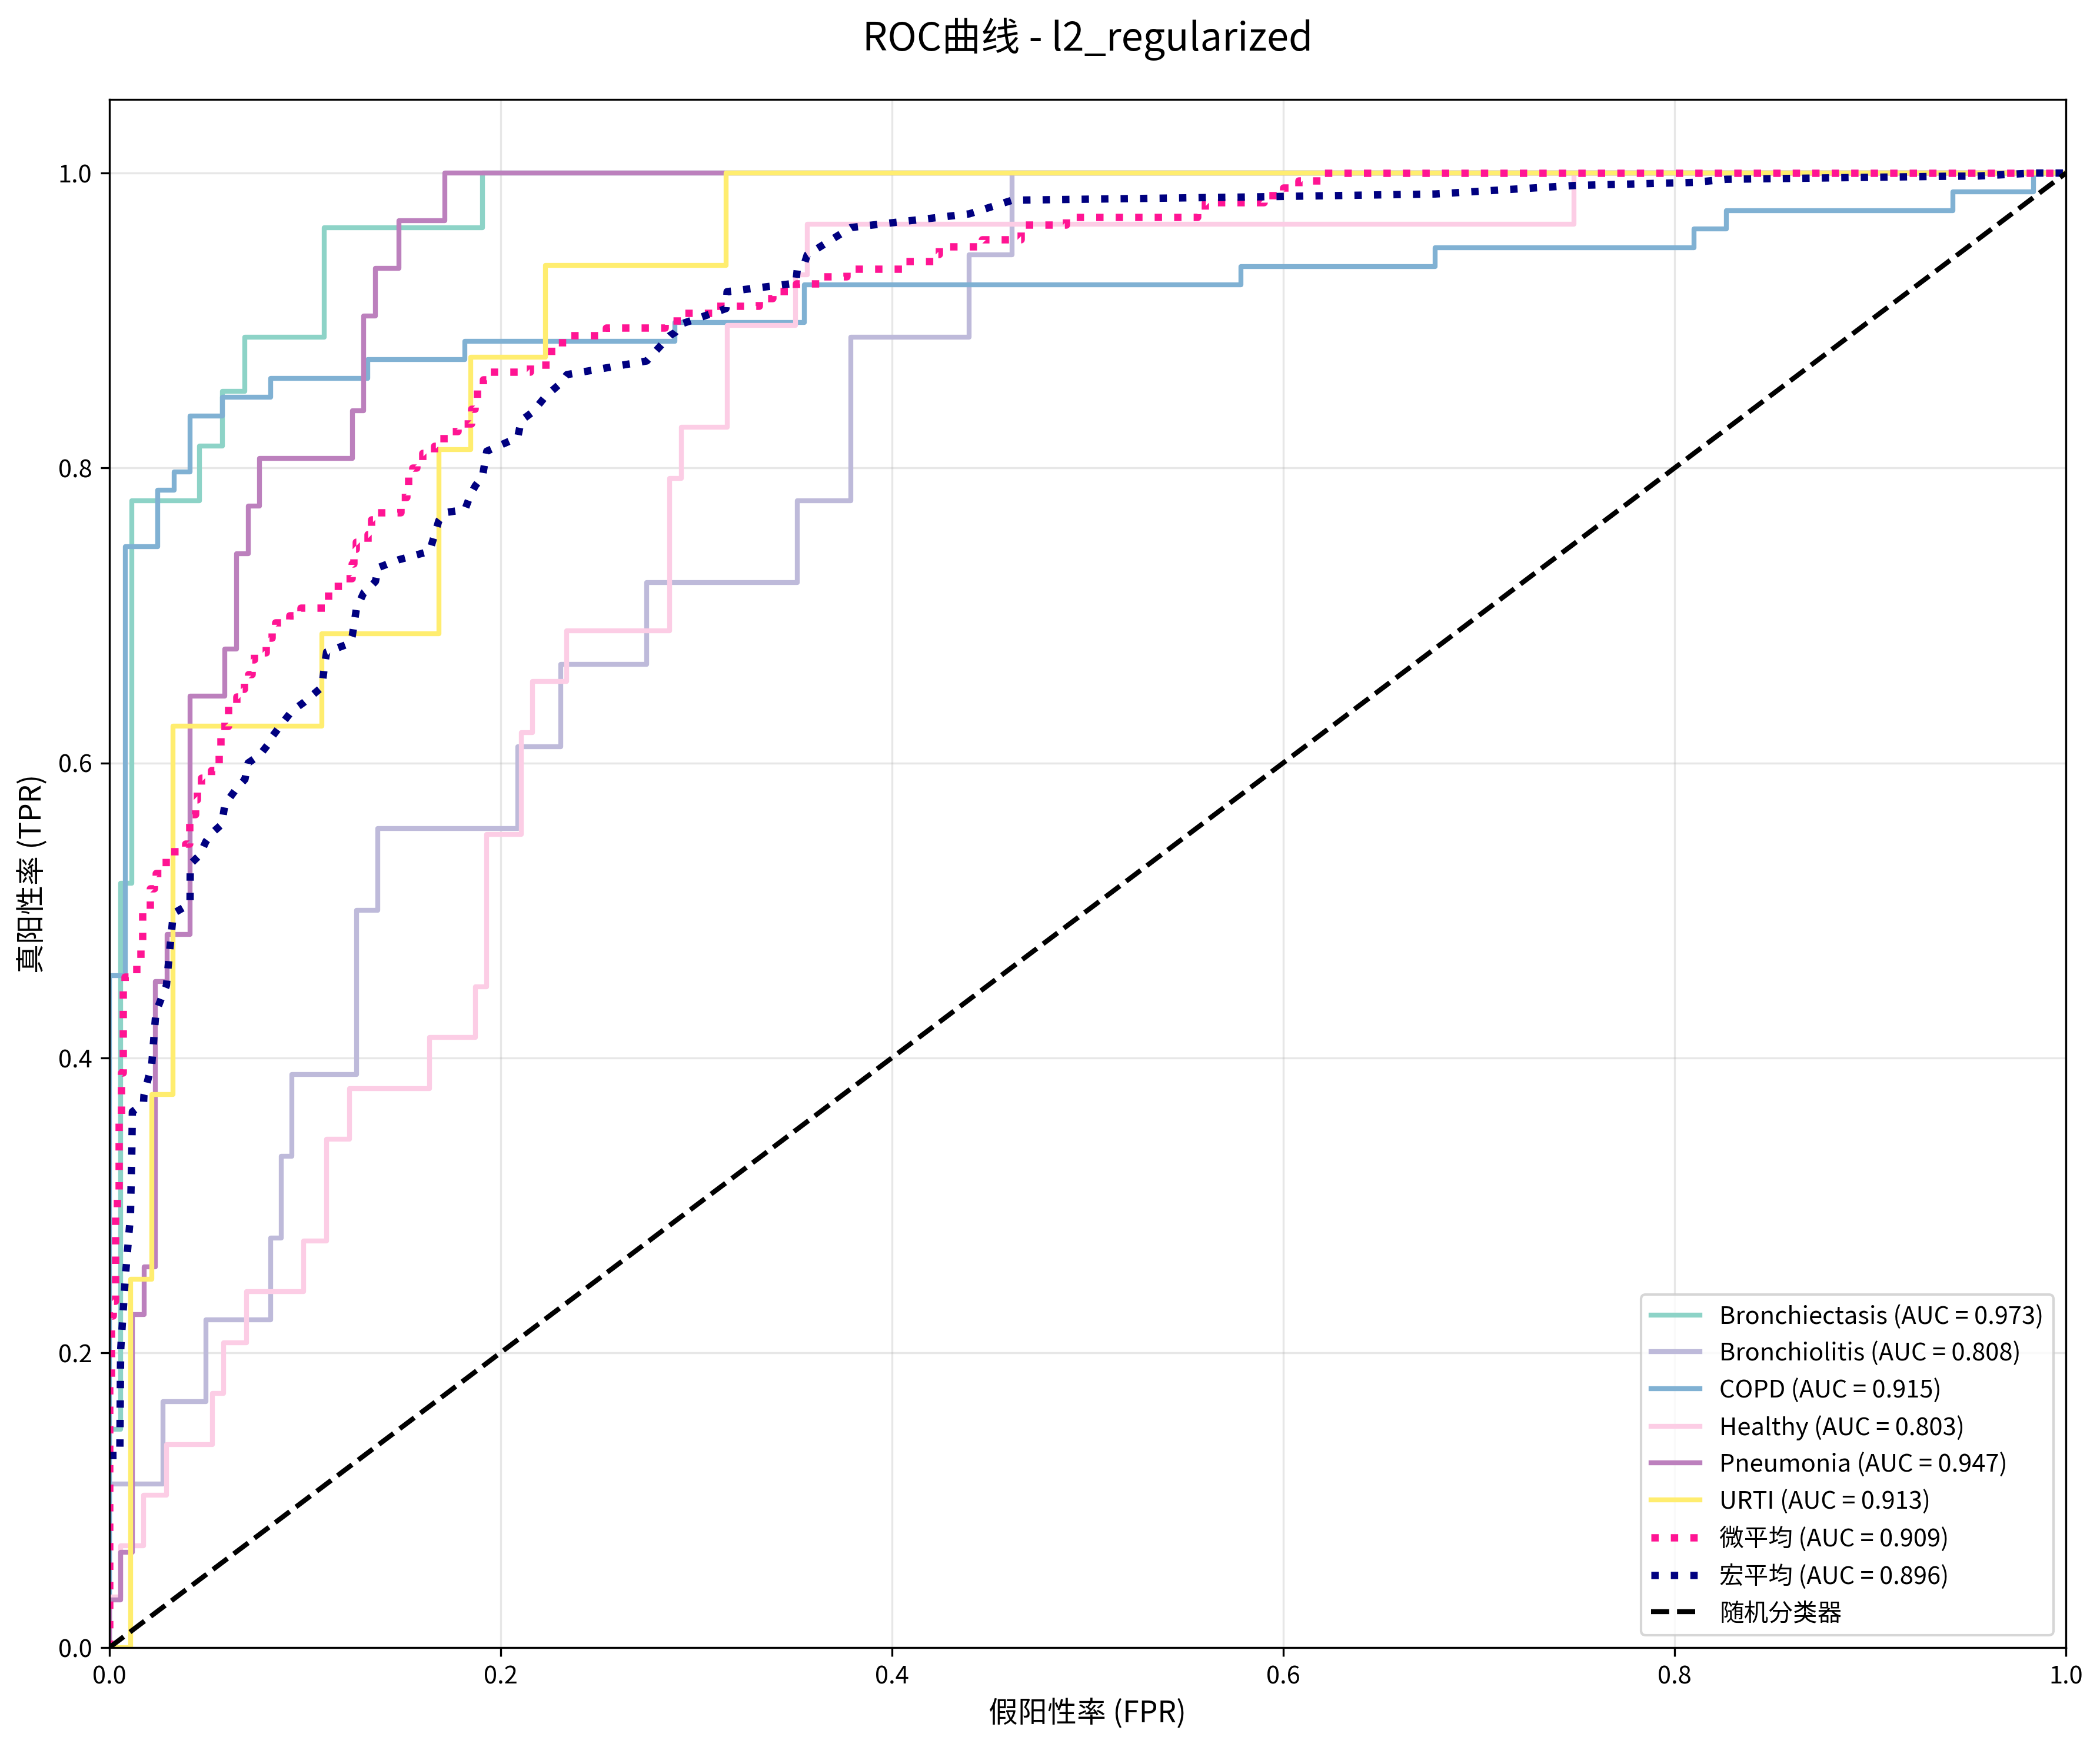 ROC曲线 - l2_regularized
真阳性率 (TPR)
1.0
0.8
0.6
0.4
0.2
0.0
0.0
0.2
0.4
0.6
0.8
1.0
假阳性率 (FPR)
Bronchiectasis (AUC = 0.973)
Bronchiolitis (AUC = 0.808)
COPD (AUC = 0.915)
Healthy (AUC = 0.803)
Pneumonia (AUC = 0.947)
URTI (AUC = 0.913)
微平均 (AUC = 0.909)
宏平均 (AUC = 0.896)
随机分类器